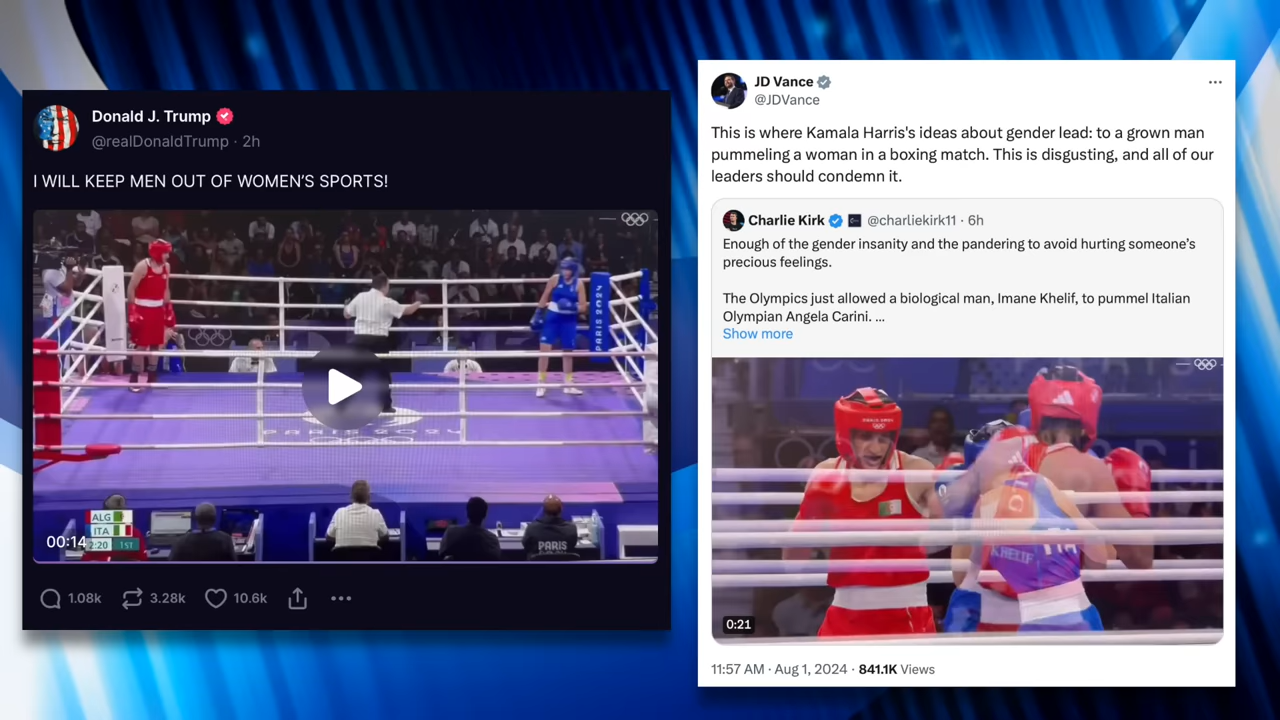 Donald J. Trump
@realDonaldTrump · 2h
I WILL KEEP MEN OUT OF WOMEN'S SPORTS!
PARIS 2024
PARIS 2024
ALG
ITA
2:20 1ST
00:14
PARIS
1.08k 3.28k 10.6k
JD Vance
@JDVance
This is where Kamala Harris's ideas about gender lead: to a grown man
pummeling a woman in a boxing match. This is disgusting, and all of our
leaders should condemn it.
Charlie Kirk @charliekirk11 · 6h
Enough of the gender insanity and the pandering to avoid hurting someone's
precious feelings.
The Olympics just allowed a biological man, Imane Khelif, to pummel Italian
Olympian Angela Carini. ...
Show more
KHELIF
ITA
0:21
11:57 AM · Aug 1, 2024 · 841.1K Views